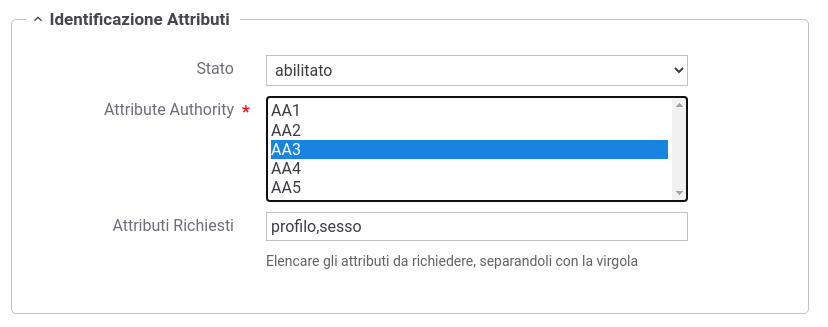 Identificazione Attributi
Stato abilitato
Attribute Authority * AA1
AA2
AA3
AA4
AA5
Attributi Richiesti profilo,sesso
Elencare gli attributi da richiedere, separandoli con la virgola